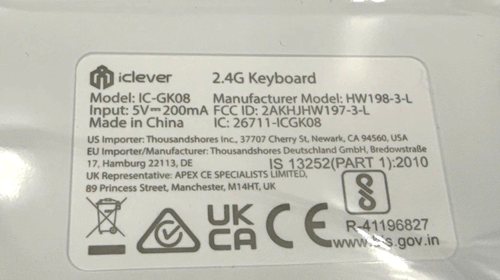 iclever 2.4G Keyboard
Model: IC-GK08 Manufacturer Model: HW198-3-L
Input: 5V⎓200mA FCC ID: 2AKHJHW197-3-L
Made in China IC: 26711-ICGK08
US Importer: Thousandshores Inc, 37707 Cherry St, Newark, CA 94560, USA
EU Importer/Manufacturer: Thousandshores Deutschland GmbH, Bredowstraße
17, Hamburg 22113, DE IS 13252(PART 1):2010
UK Representative: APEX CE SPECIALISTS LIMITED,
89 Princess Street, Manchester, M14HT, UK
UK
CA CE
R-41196827
www.bis.gov.in